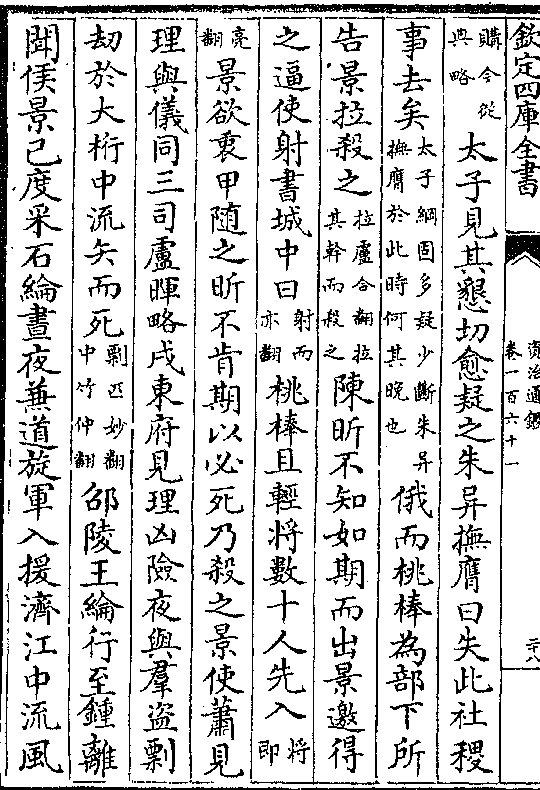 欽定四庫全書
資治通鑑
卷一百六十一
二十八
購今從典略太子見其懇切愈疑之朱异撫膺曰失此社稷
事去矣太子綱固多疑少斷朱异撫膺於此時何其晚也俄而桃棒為部下所
告景拉殺之拉盧合翻拉其幹而殺之陳昕不知如期而出景邀得
之逼使射書城中曰射而亦翻桃棒且輕將數十人先入將即
亮翻景欲衷甲隨之昕不肯期以必死乃殺之景使蕭見
理與儀同三司盧暉略戍東府見理凶險夜與羣盜剽
劫於大桁中流矢而死剽匹妙翻中竹仲翻邵陵王綸行至鍾離
聞侯景已度采石綸晝夜兼道旋軍入援濟江中流風